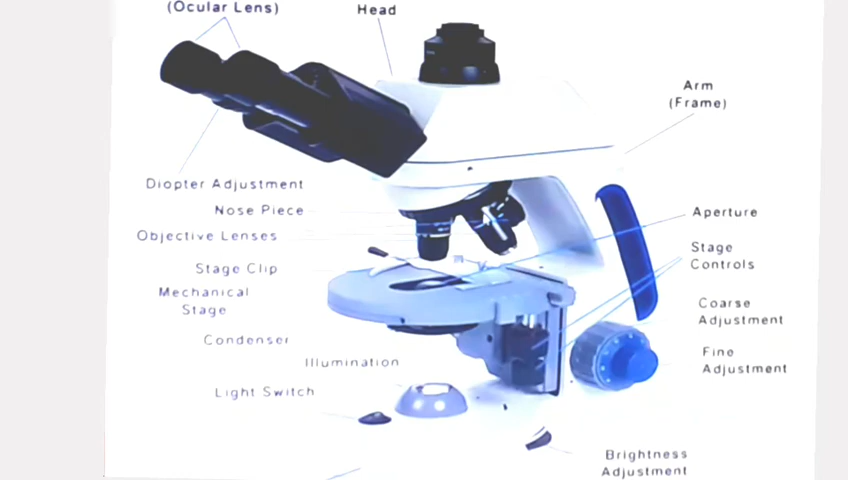 (Ocular Lens)
Head
Arm
(Frame)
Diopter Adjustment
Nose Piece
Objective Lenses
Stage Clip
Mechanical
Stage
Condenser
Illumination
Light Switch
Aperture
Stage
Controls
Coarse
Adjustment
Fine
Adjustment
Brightness
Adjustment